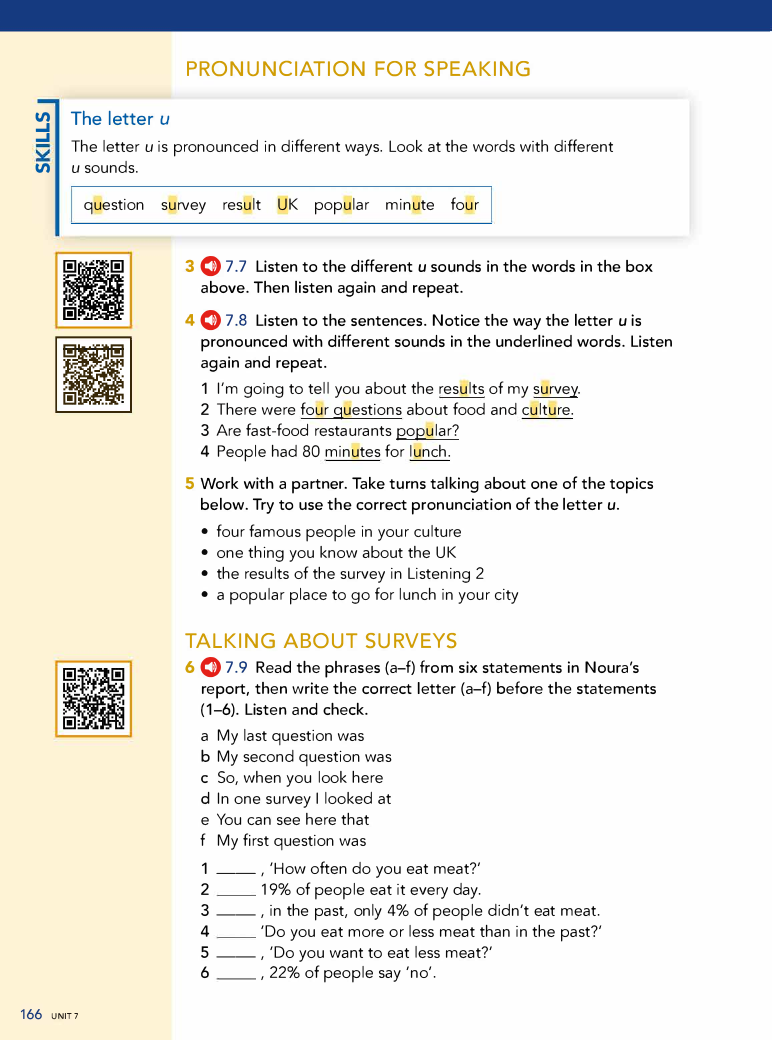 PRONUNCIATION FOR SPEAKING
SKILLS
The letter u
The letter u is pronounced in different ways. Look at the words with different
u sounds.
question survey result UK popular minute four
3 7.7 Listen to the different u sounds in the words in the box
above. Then listen again and repeat.
4 7.8 Listen to the sentences. Notice the way the letter u is
pronounced with different sounds in the underlined words. Listen
again and repeat.
1 I'm going to tell you about the results of my survey.
2 There were four questions about food and culture.
3 Are fast-food restaurants popular?
4 People had 80 minutes for lunch.
5 Work with a partner. Take turns talking about one of the topics
below. Try to use the correct pronunciation of the letter u.
• four famous people in your culture
• one thing you know about the UK
• the results of the survey in Listening 2
• a popular place to go for lunch in your city
TALKING ABOUT SURVEYS
6 7.9 Read the phrases (a–f) from six statements in Noura's
report, then write the correct letter (a–f) before the statements
(1–6). Listen and check.
a My last question was
b My second question was
c So, when you look here
d In one survey I looked at
e You can see here that
f My first question was
1 _____ , 'How often do you eat meat?'
2 _____ 19% of people eat it every day.
3 _____ , in the past, only 4% of people didn't eat meat.
4 _____ 'Do you eat more or less meat than in the past?'
5 _____ , 'Do you want to eat less meat?'
6 _____ , 22% of people say 'no'.
166 UNIT 7